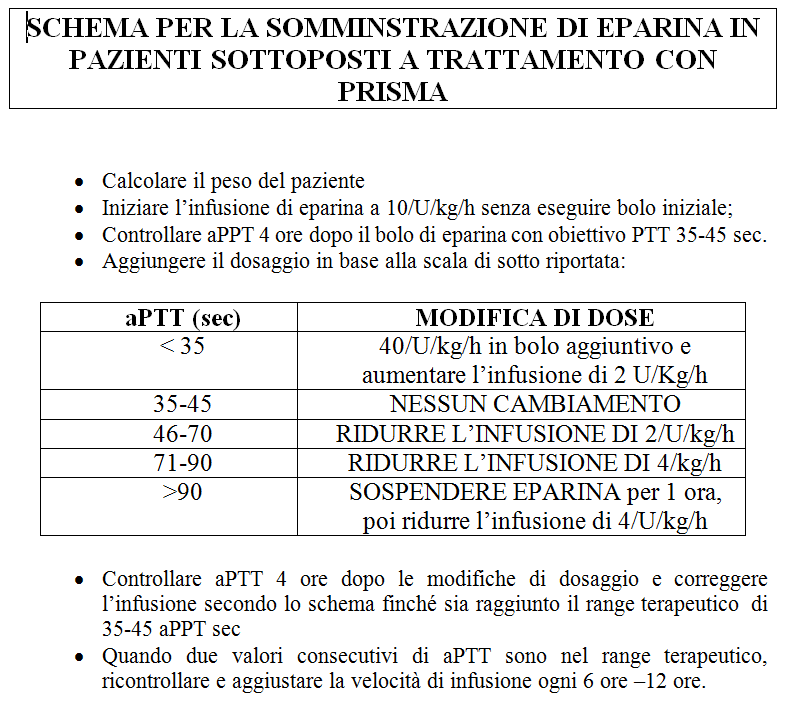 SCHEMA PER LA SOMMINSTRAZIONE DI EPARINA IN
PAZIENTI SOTTOPOSTI A TRATTAMENTO CON
PRISMA
• Calcolare il peso del paziente
• Iniziare l’infusione di eparina a 10/U/kg/h senza eseguire bolo iniziale;
• Controllare aPPT 4 ore dopo il bolo di eparina con obiettivo PTT 35-45 sec.
• Aggiungere il dosaggio in base alla scala di sotto riportata:
aPTT (sec) MODIFICA DI DOSE
< 35 40/U/kg/h in bolo aggiuntivo e
aumentare l’infusione di 2 U/Kg/h
35-45 NESSUN CAMBIAMENTO
46-70 RIDURRE L’INFUSIONE DI 2/U/kg/h
71-90 RIDURRE L’INFUSIONE DI 4/kg/h
>90 SOSPENDERE EPARINA per 1 ora,
poi ridurre l’infusione di 4/U/kg/h
• Controllare aPTT 4 ore dopo le modifiche di dosaggio e correggere
l’infusione secondo lo schema finché sia raggiunto il range terapeutico di
35-45 aPPT sec
• Quando due valori consecutivi di aPTT sono nel range terapeutico,
ricontrollare e aggiustare la velocità di infusione ogni 6 ore –12 ore.